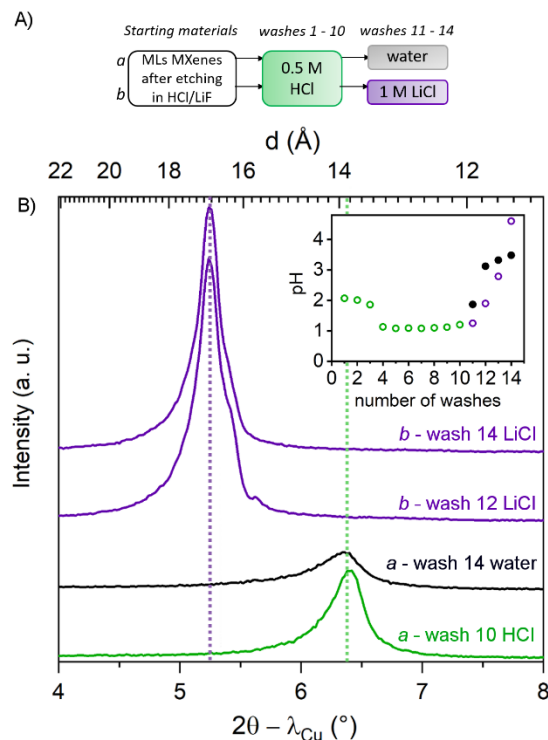 A)
Starting materials washes 1 - 10 washes 11 - 14
a
b
MLs MXenes
after etching
in HCl/LiF
0.5 M
HCl
water
1 M LiCl
d (Å)
22 20 18 16 14 12
B)
Intensity (a. u.)
pH
4
3
2
1
0
0 2 4 6 8 10 12 14
number of washes
b - wash 14 LiCl
b - wash 12 LiCl
a - wash 14 water
a - wash 10 HCl
4 5 6 7 8
2θ – λCu (°)